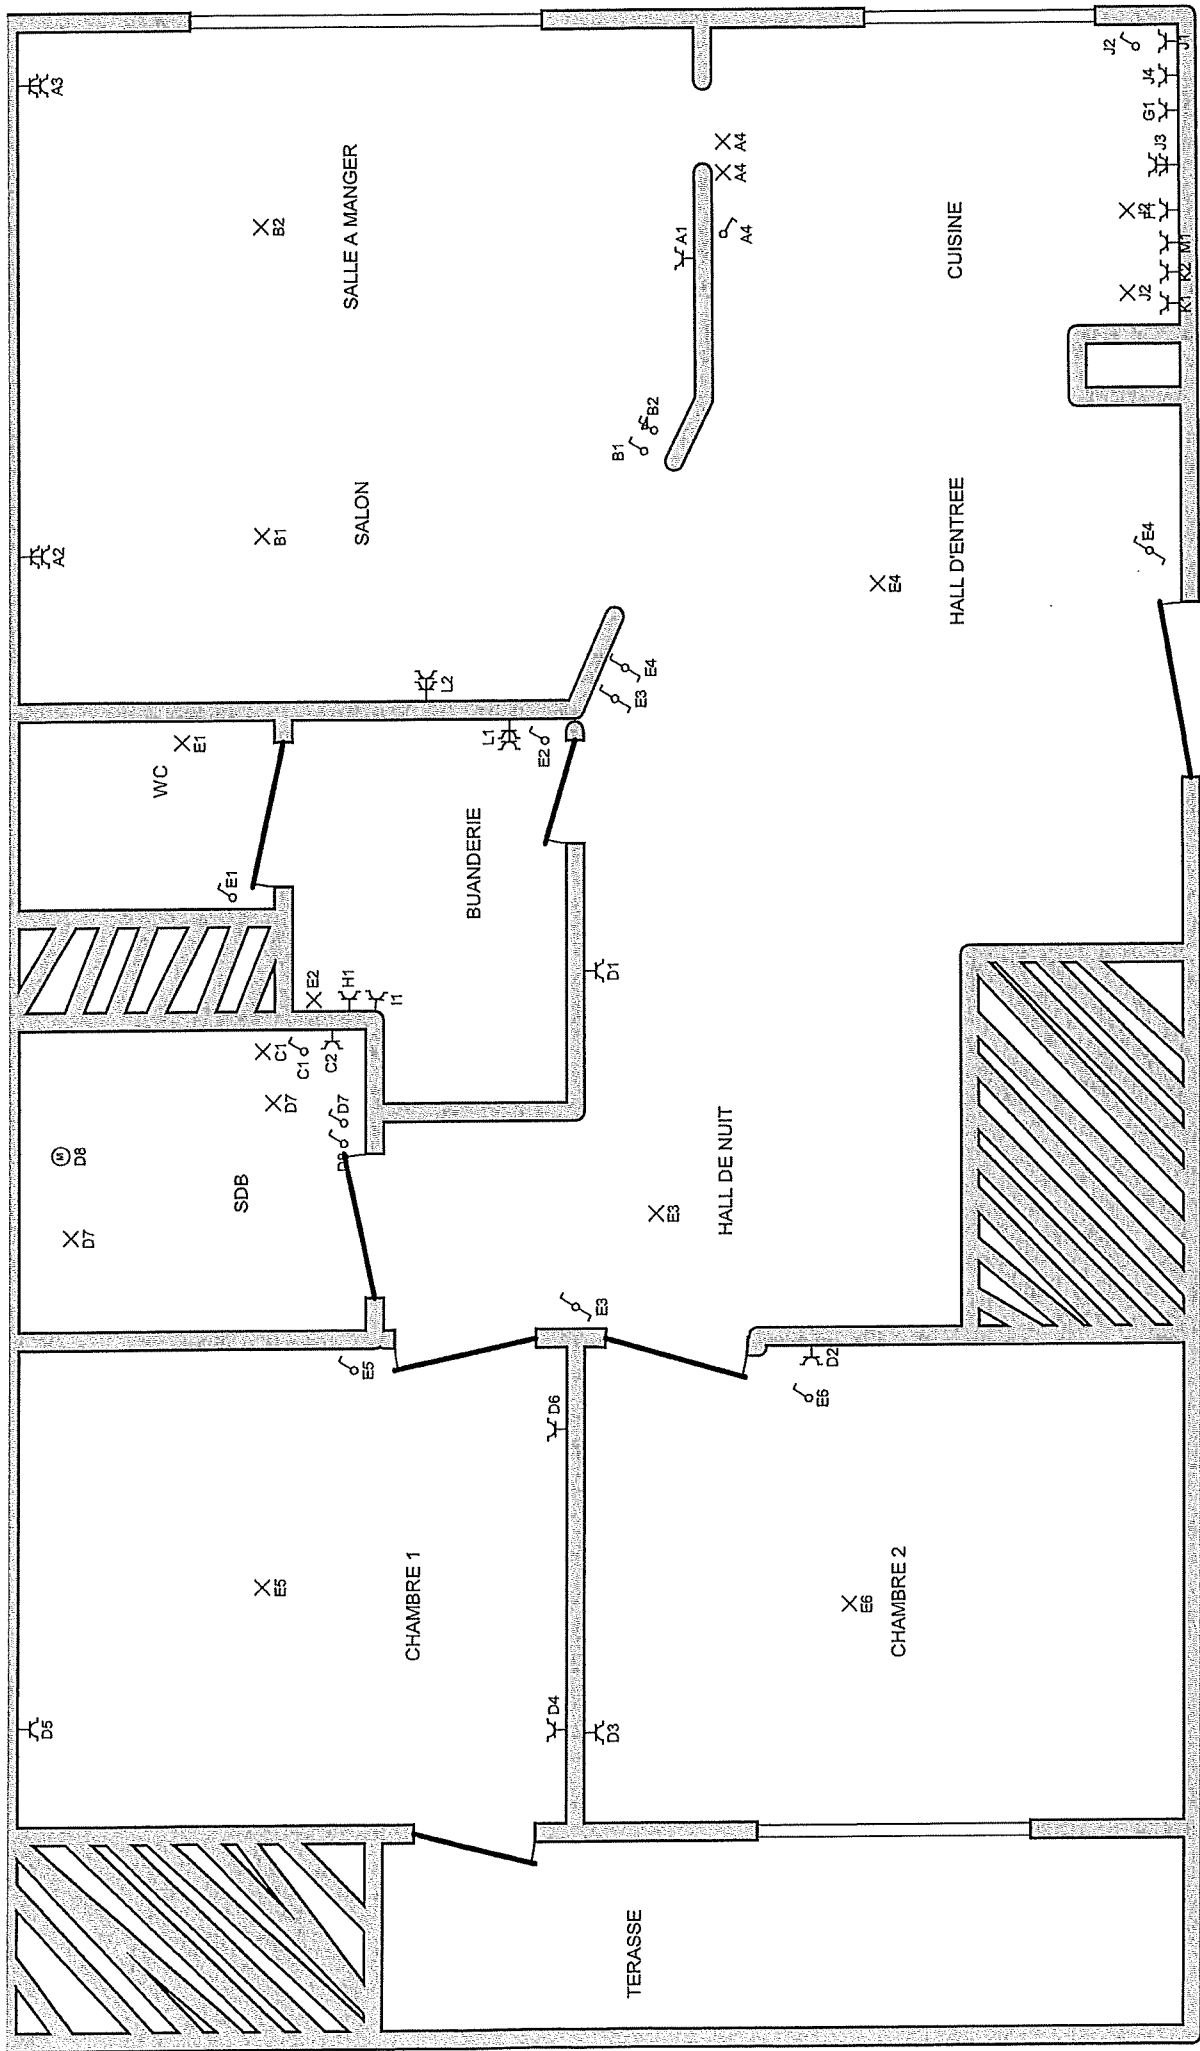 D5
A2
A3
D7
D8
WC
E1
E1
SDB
E5
D7
C1
B1
B2
C1
E2
C2
D8
D7
H1
SALLE A MANGER
SALON
E5
I1
CHAMBRE 1
L2
BUANDERIE
L1
E2
D4
D6
E3
D3
D1
B1
TERASSE
E3
E4
B2
E3
A1
HALL DE NUIT
A4
A4
A4
E6
D2
E6
E4
CHAMBRE 2
HALL D'ENTREE
CUISINE
J2
J2
E4
G1
J4
J3
K1
K2
M1
J1